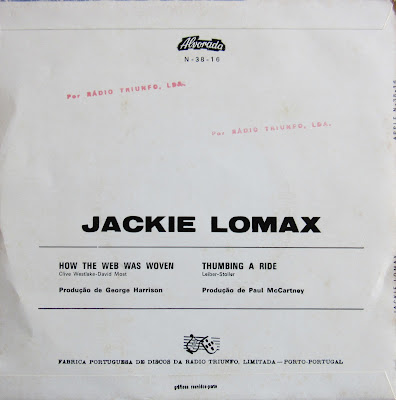 Alvorada
N-38-16
Por RÁDIO TRIUNFO, LDA.
Por RÁDIO TRIUNFO, LDA.
JACKIE LOMAX
HOW THE WEB WAS WOVEN
Clive Westlake-David Most
Produção de George Harrison
THUMBING A RIDE
Leiber-Stoller
Produção de Paul McCartney
FABRICA PORTUGUESA DE DISCOS DA RADIO TRIUNFO, LIMITADA — PORTO-PORTUGAL
JACKIE LOMAX